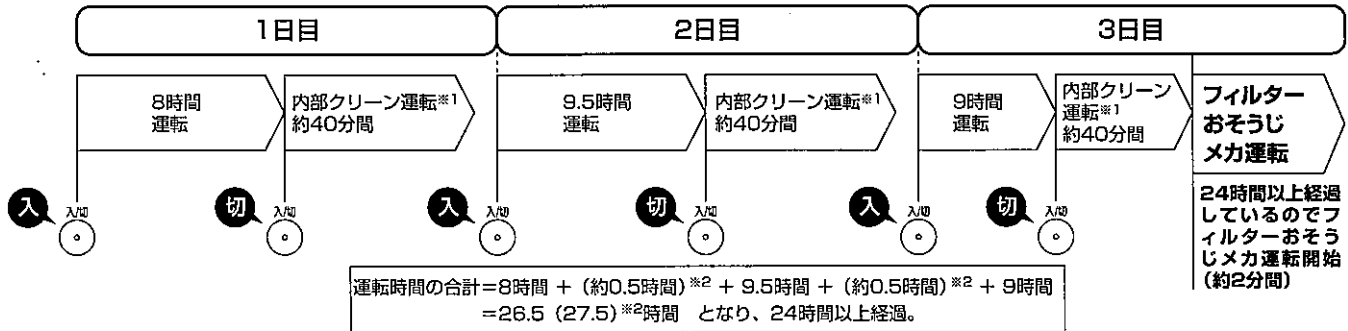 1日目
2日目
3日目
8時間
運転
内部クリーン運転※1
約40分間
9.5時間
運転
内部クリーン運転※1
約40分間
9時間
運転
内部クリーン
運転※1
約40分間
フィルター
おそうじ
メカ運転
入
入/切
切
入/切
入
入/切
切
入/切
入
入/切
切
入/切
24時間以上経過
しているのでフ
ィルターおそう
じメカ運転開始
(約2分間)
運転時間の合計=8時間 + (約0.5時間)※2 + 9.5時間 + (約0.5時間)※2 + 9時間
=26.5 (27.5)※2時間 となり、24時間以上経過。